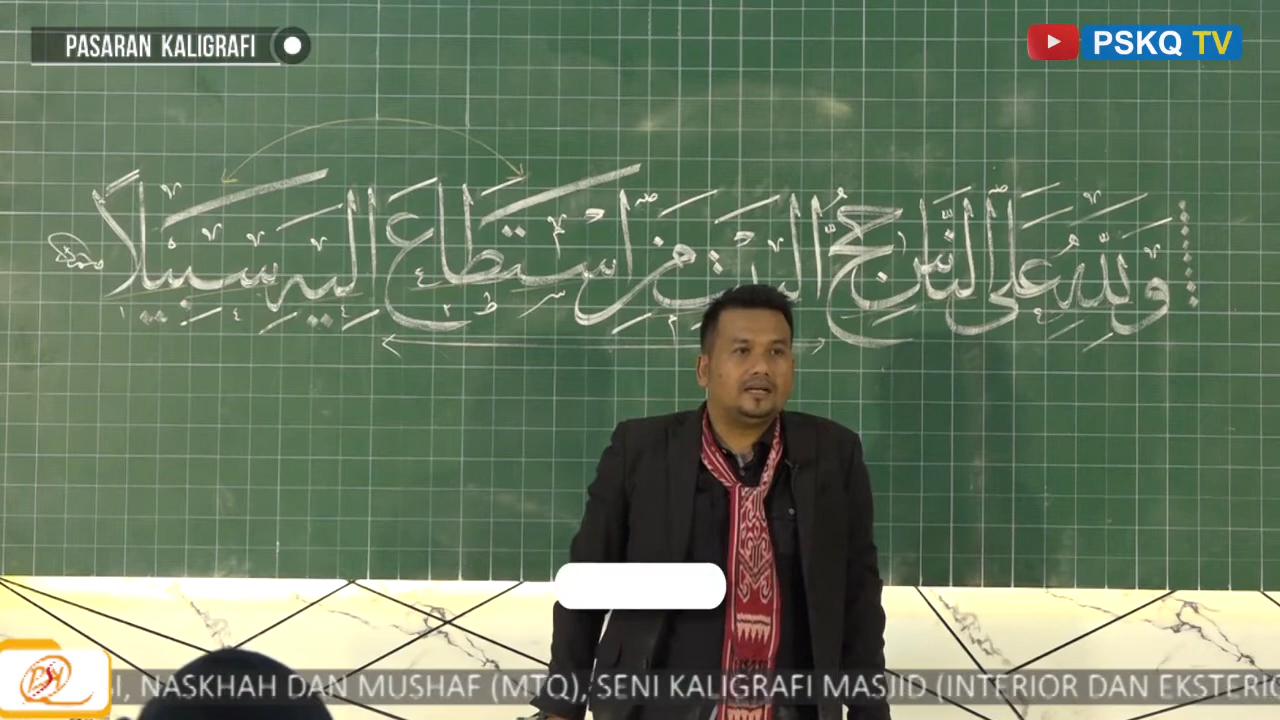 PASARAN KALIGRAFI
PSKQ TV
وَلِلَّهِ عَلَى النَّاسِ حِجُّ الْبَيْتِ مَنِ اسْتَطَاعَ إِلَيْهِ سَبِيلًا
SI, NASKHAH DAN MUSHAF (MTQ), SENI KALIGRAFI MASJID (INTERIOR DAN EKSTERIO